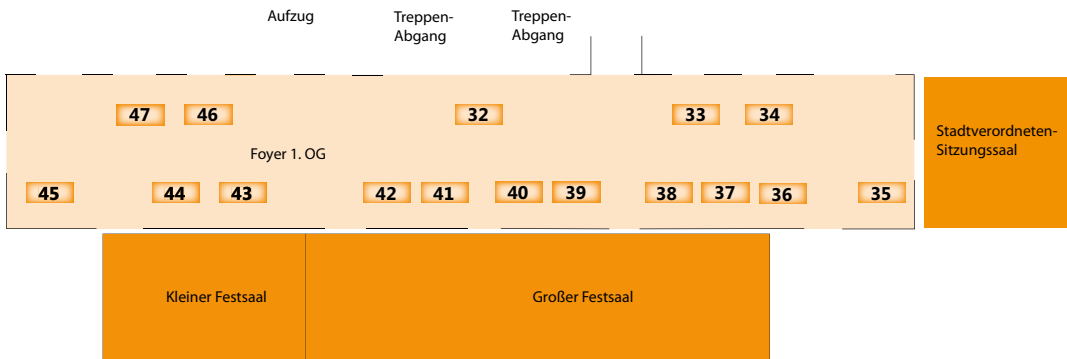 Aufzug
Treppen-
Abgang
Treppen-
Abgang
47
46
32
33
34
Stadtverordneten-
Sitzungssaal
Foyer 1. OG
45
44
43
42
41
40
39
38
37
36
35
Kleiner Festsaal
Großer Festsaal